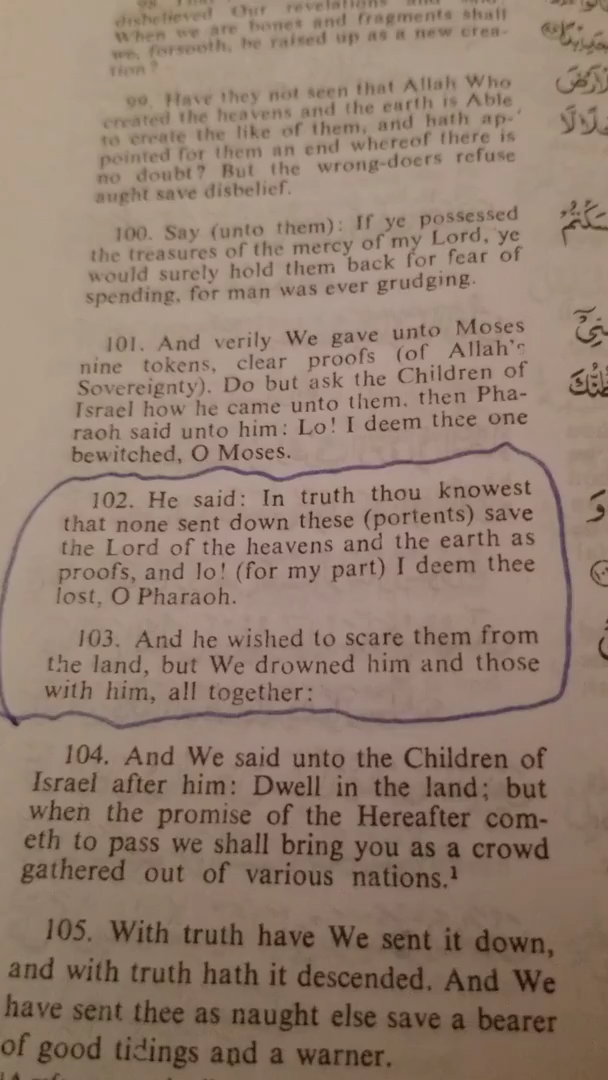 disbelieved Our revelations and said
When we are bones and fragments shall
we, forsooth, be raised up as a new crea-
tion?
99. Have they not seen that Allah Who
created the heavens and the earth is Able
to create the like of them, and hath ap-
pointed for them an end whereof there is
no doubt? But the wrong-doers refuse
aught save disbelief.
100. Say (unto them): If ye possessed
the treasures of the mercy of my Lord, ye
would surely hold them back for fear of
spending, for man was ever grudging.
101. And verily We gave unto Moses
nine tokens, clear proofs (of Allah's
Sovereignty). Do but ask the Children of
Israel how he came unto them, then Pha-
raoh said unto him: Lo! I deem thee one
bewitched, O Moses.
102. He said: In truth thou knowest
that none sent down these (portents) save
the Lord of the heavens and the earth as
proofs, and lo! (for my part) I deem thee
lost, O Pharaoh.
103. And he wished to scare them from
the land, but We drowned him and those
with him, all together:
104. And We said unto the Children of
Israel after him: Dwell in the land; but
when the promise of the Hereafter com-
eth to pass we shall bring you as a crowd
gathered out of various nations.¹
105. With truth have We sent it down,
and with truth hath it descended. And We
have sent thee as naught else save a bearer
of good tidings and a warner.